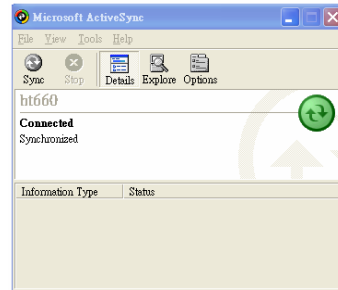 Microsoft ActiveSync
File View Tools Help
Sync Stop Details Explore Options
ht660
Connected
Synchronized
Information Type Status